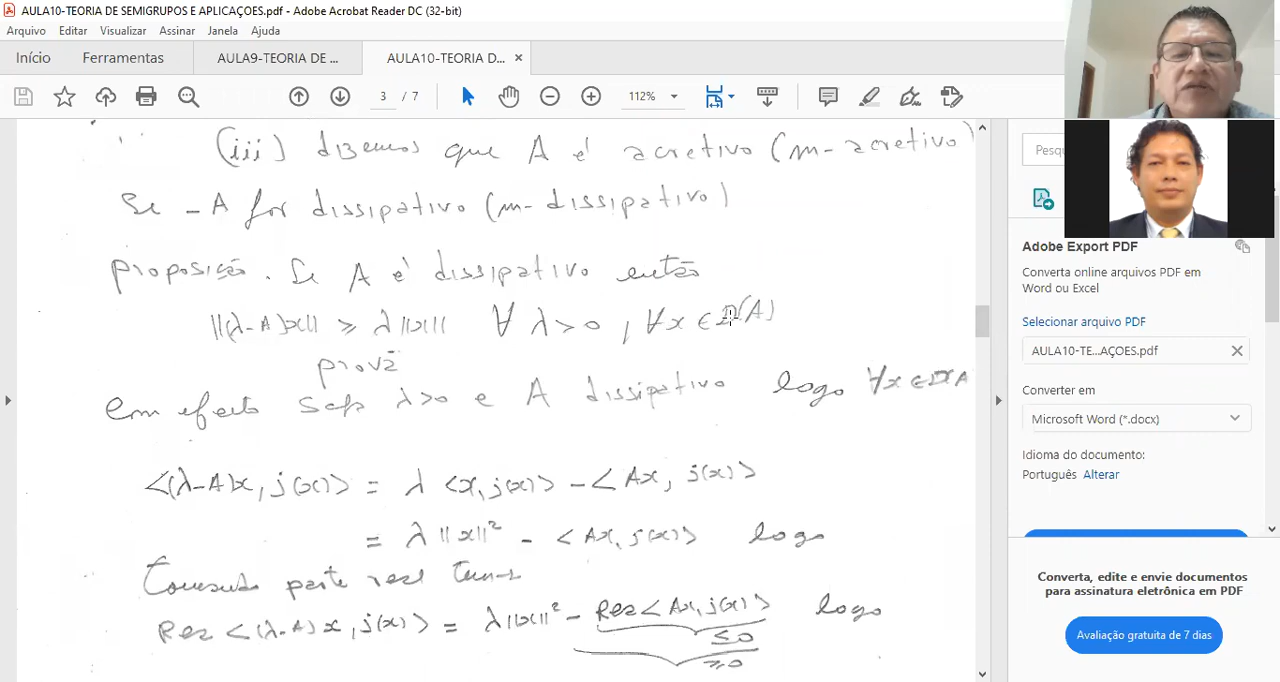 AULA10-TEORIA DE SEMIGRUPOS E APLICAÇOES.pdf - Adobe Acrobat Reader DC (32-bit)
Arquivo Editar Visualizar Assinar Janela Ajuda
Início Ferramentas AULA9-TEORIA DE ... AULA10-TEORIA D... ×
3 / 7 112%
(iii) dizemos que A é acretivo (m-acretivo)
Se -A for dissipativo (m-dissipativo)
proposição. Se A é dissipativo então
||(λ-A)x|| ≥ λ||x|| ∀ λ>0, ∀x ∈ D(A)
prova
em efeito seja λ>0 e A dissipativo logo ∀x ∈ D(A
<(λ-A)x, j(x)> = λ <x, j(x)> - <Ax, j(x)>
= λ ||x||² - <Ax, j(x)> logo
Tomando parte real
Re <(λ-A)x, j(x)> = λ||x||² - Re <Ax, j(x)> logo
≤0
≥0
Pesqu
Adobe Export PDF
Converta online arquivos PDF em
Word ou Excel
Selecionar arquivo PDF
AULA10-TE...AÇOES.pdf
Converter em
Microsoft Word (*.docx)
Idioma do documento:
Português Alterar
Converta, edite e envie documentos
para assinatura eletrônica em PDF
Avaliação gratuita de 7 dias